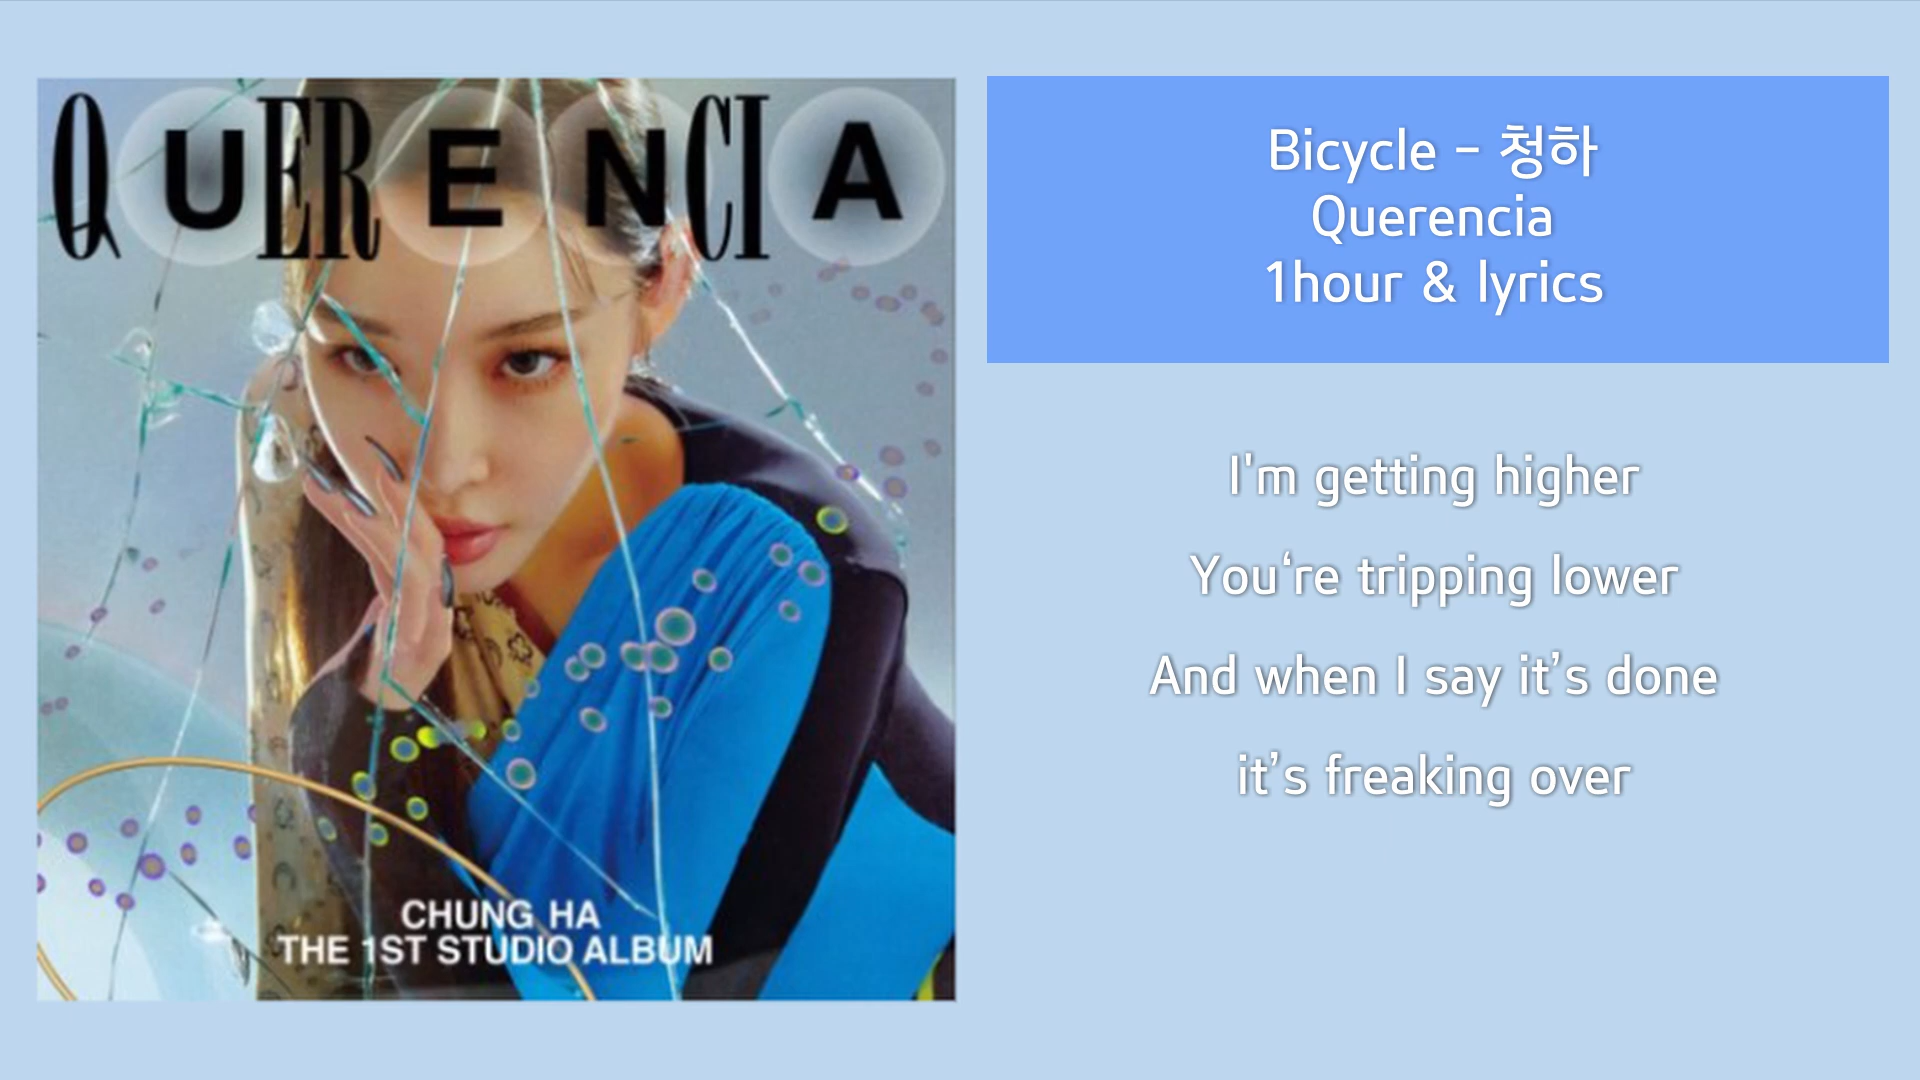 QUERENCIA
CHUNG HA
THE 1ST STUDIO ALBUM
Bicycle - 청하
Querencia
1hour & lyrics
I'm getting higher
You‘re tripping lower
And when I say it’s done
it’s freaking over